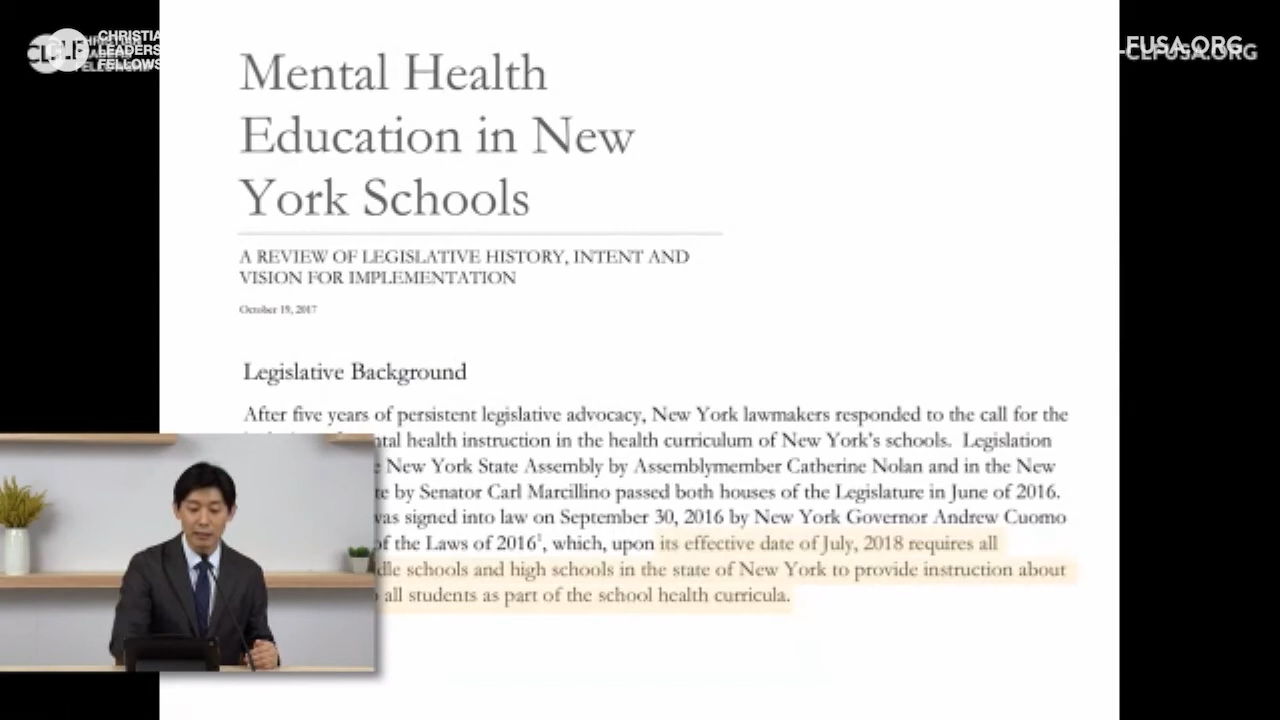 CHRISTIA
LEADERS
FELLOWS
FUSA.ORG
CLFUSA.ORG
Mental Health
Education in New
York Schools
A REVIEW OF LEGISLATIVE HISTORY, INTENT AND
VISION FOR IMPLEMENTATION
October 19, 2017
Legislative Background
After five years of persistent legislative advocacy, New York lawmakers responded to the call for the
health instruction in the health curriculum of New York's schools. Legislation
New York State Assembly by Assemblymember Catherine Nolan and in the New
by Senator Carl Marcillino passed both houses of the Legislature in June of 2016.
was signed into law on September 30, 2016 by New York Governor Andrew Cuomo
of the Laws of 2016¹, which, upon its effective date of July, 2018 requires all
schools and high schools in the state of New York to provide instruction about
all students as part of the school health curricula.